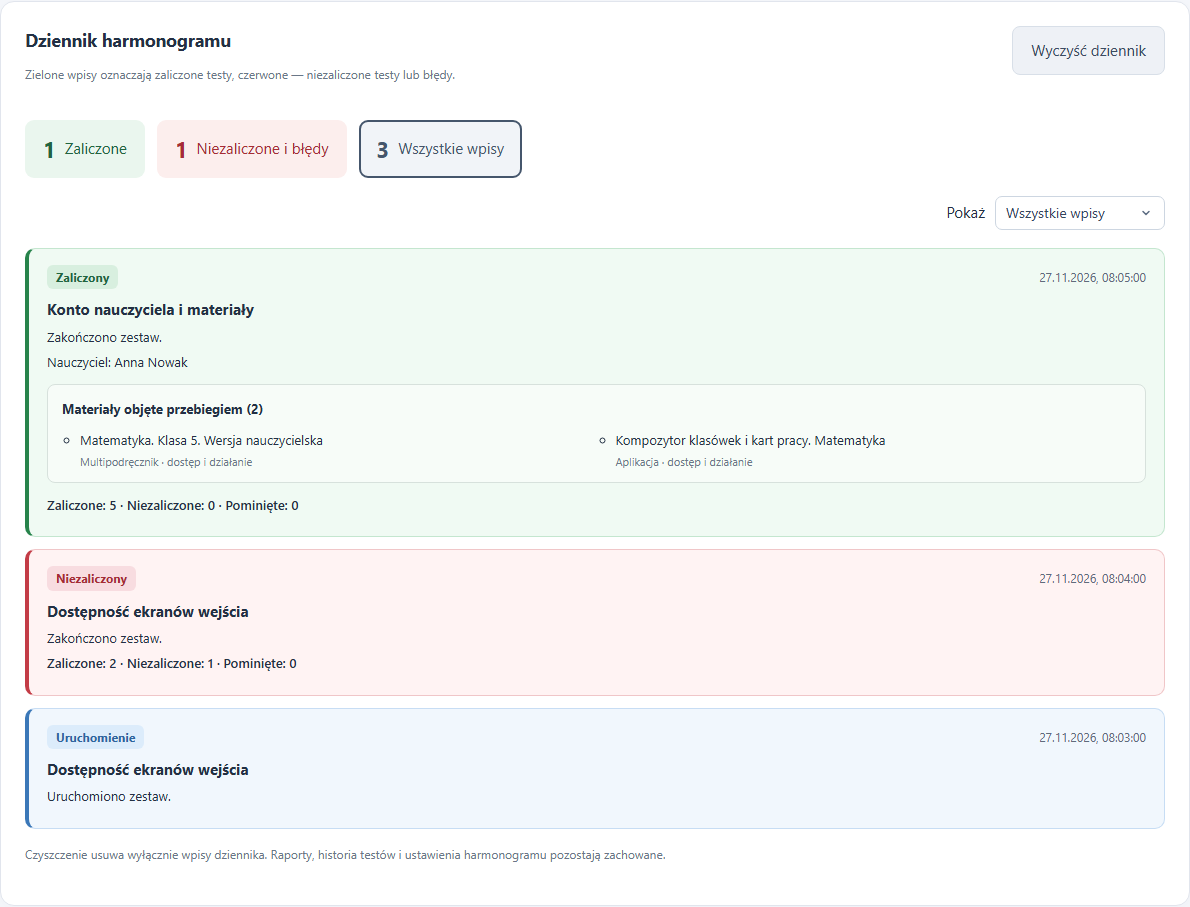 Dziennik harmonogramu
Wyczyść dziennik
Zielone wpisy oznaczają zaliczone testy, czerwone — niezaliczone testy lub błędy.
1 Zaliczone
1 Niezaliczone i błędy
3 Wszystkie wpisy
Pokaż
Wszystkie wpisy
Zaliczony
27.11.2026, 08:05:00
Konto nauczyciela i materiały
Zakończono zestaw.
Nauczyciel: Anna Nowak
Materiały objęte przebiegiem (2)
Matematyka. Klasa 5. Wersja nauczycielska
Multipodręcznik · dostęp i działanie
Kompozytor klasówek i kart pracy. Matematyka
Aplikacja · dostęp i działanie
Zaliczone: 5 · Niezaliczone: 0 · Pominięte: 0
Niezaliczony
27.11.2026, 08:04:00
Dostępność ekranów wejścia
Zakończono zestaw.
Zaliczone: 2 · Niezaliczone: 1 · Pominięte: 0
Uruchomienie
27.11.2026, 08:03:00
Dostępność ekranów wejścia
Uruchomiono zestaw.
Czyszczenie usuwa wyłącznie wpisy dziennika. Raporty, historia testów i ustawienia harmonogramu pozostają zachowane.